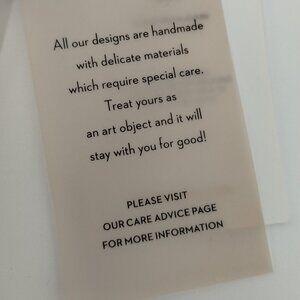 All our designs are handmade
with delicate materials
which require special care.
Treat yours as
an art object and it will
stay with you for good!
PLEASE VISIT
OUR CARE ADVICE PAGE
FOR MORE INFORMATION